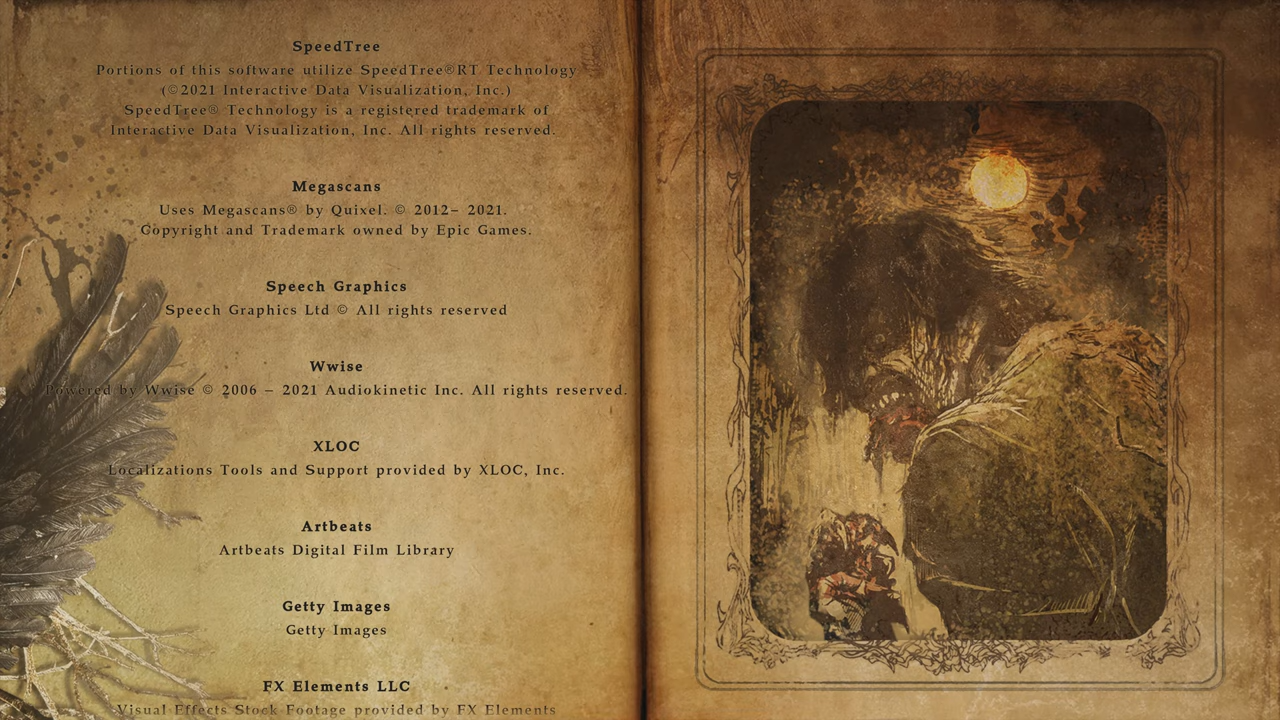 SpeedTree
Portions of this software utilize SpeedTree®RT Technology
(©2021 Interactive Data Visualization, Inc.)
SpeedTree® Technology is a registered trademark of
Interactive Data Visualization, Inc. All rights reserved.
Megascans
Uses Megascans® by Quixel. © 2012– 2021.
Copyright and Trademark owned by Epic Games.
Speech Graphics
Speech Graphics Ltd © All rights reserved
Wwise
Powered by Wwise © 2006 – 2021 Audiokinetic Inc. All rights reserved.
XLOC
Localizations Tools and Support provided by XLOC, Inc.
Artbeats
Artbeats Digital Film Library
Getty Images
Getty Images
FX Elements LLC
Visual Effects Stock Footage provided by FX Elements